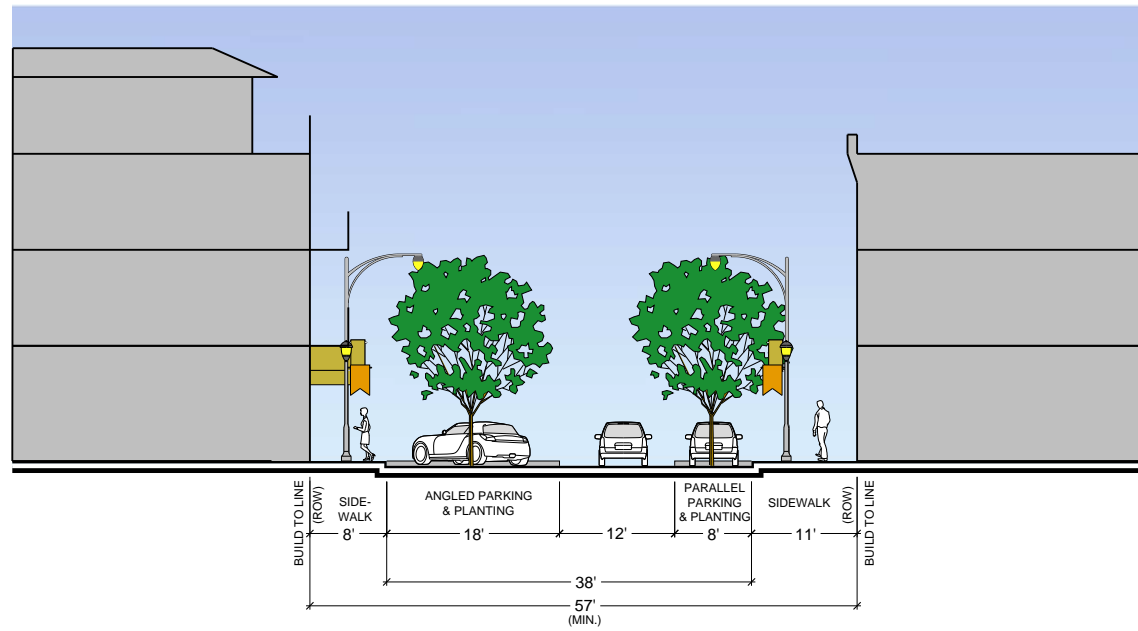 BUILD TO LINE
(ROW)
SIDE-
WALK
8'
ANGLED PARKING
& PLANTING
18'
12'
PARALLEL
PARKING
& PLANTING
8'
SIDEWALK
11'
(ROW)
BUILD TO LINE
38'
57'
(MIN.)